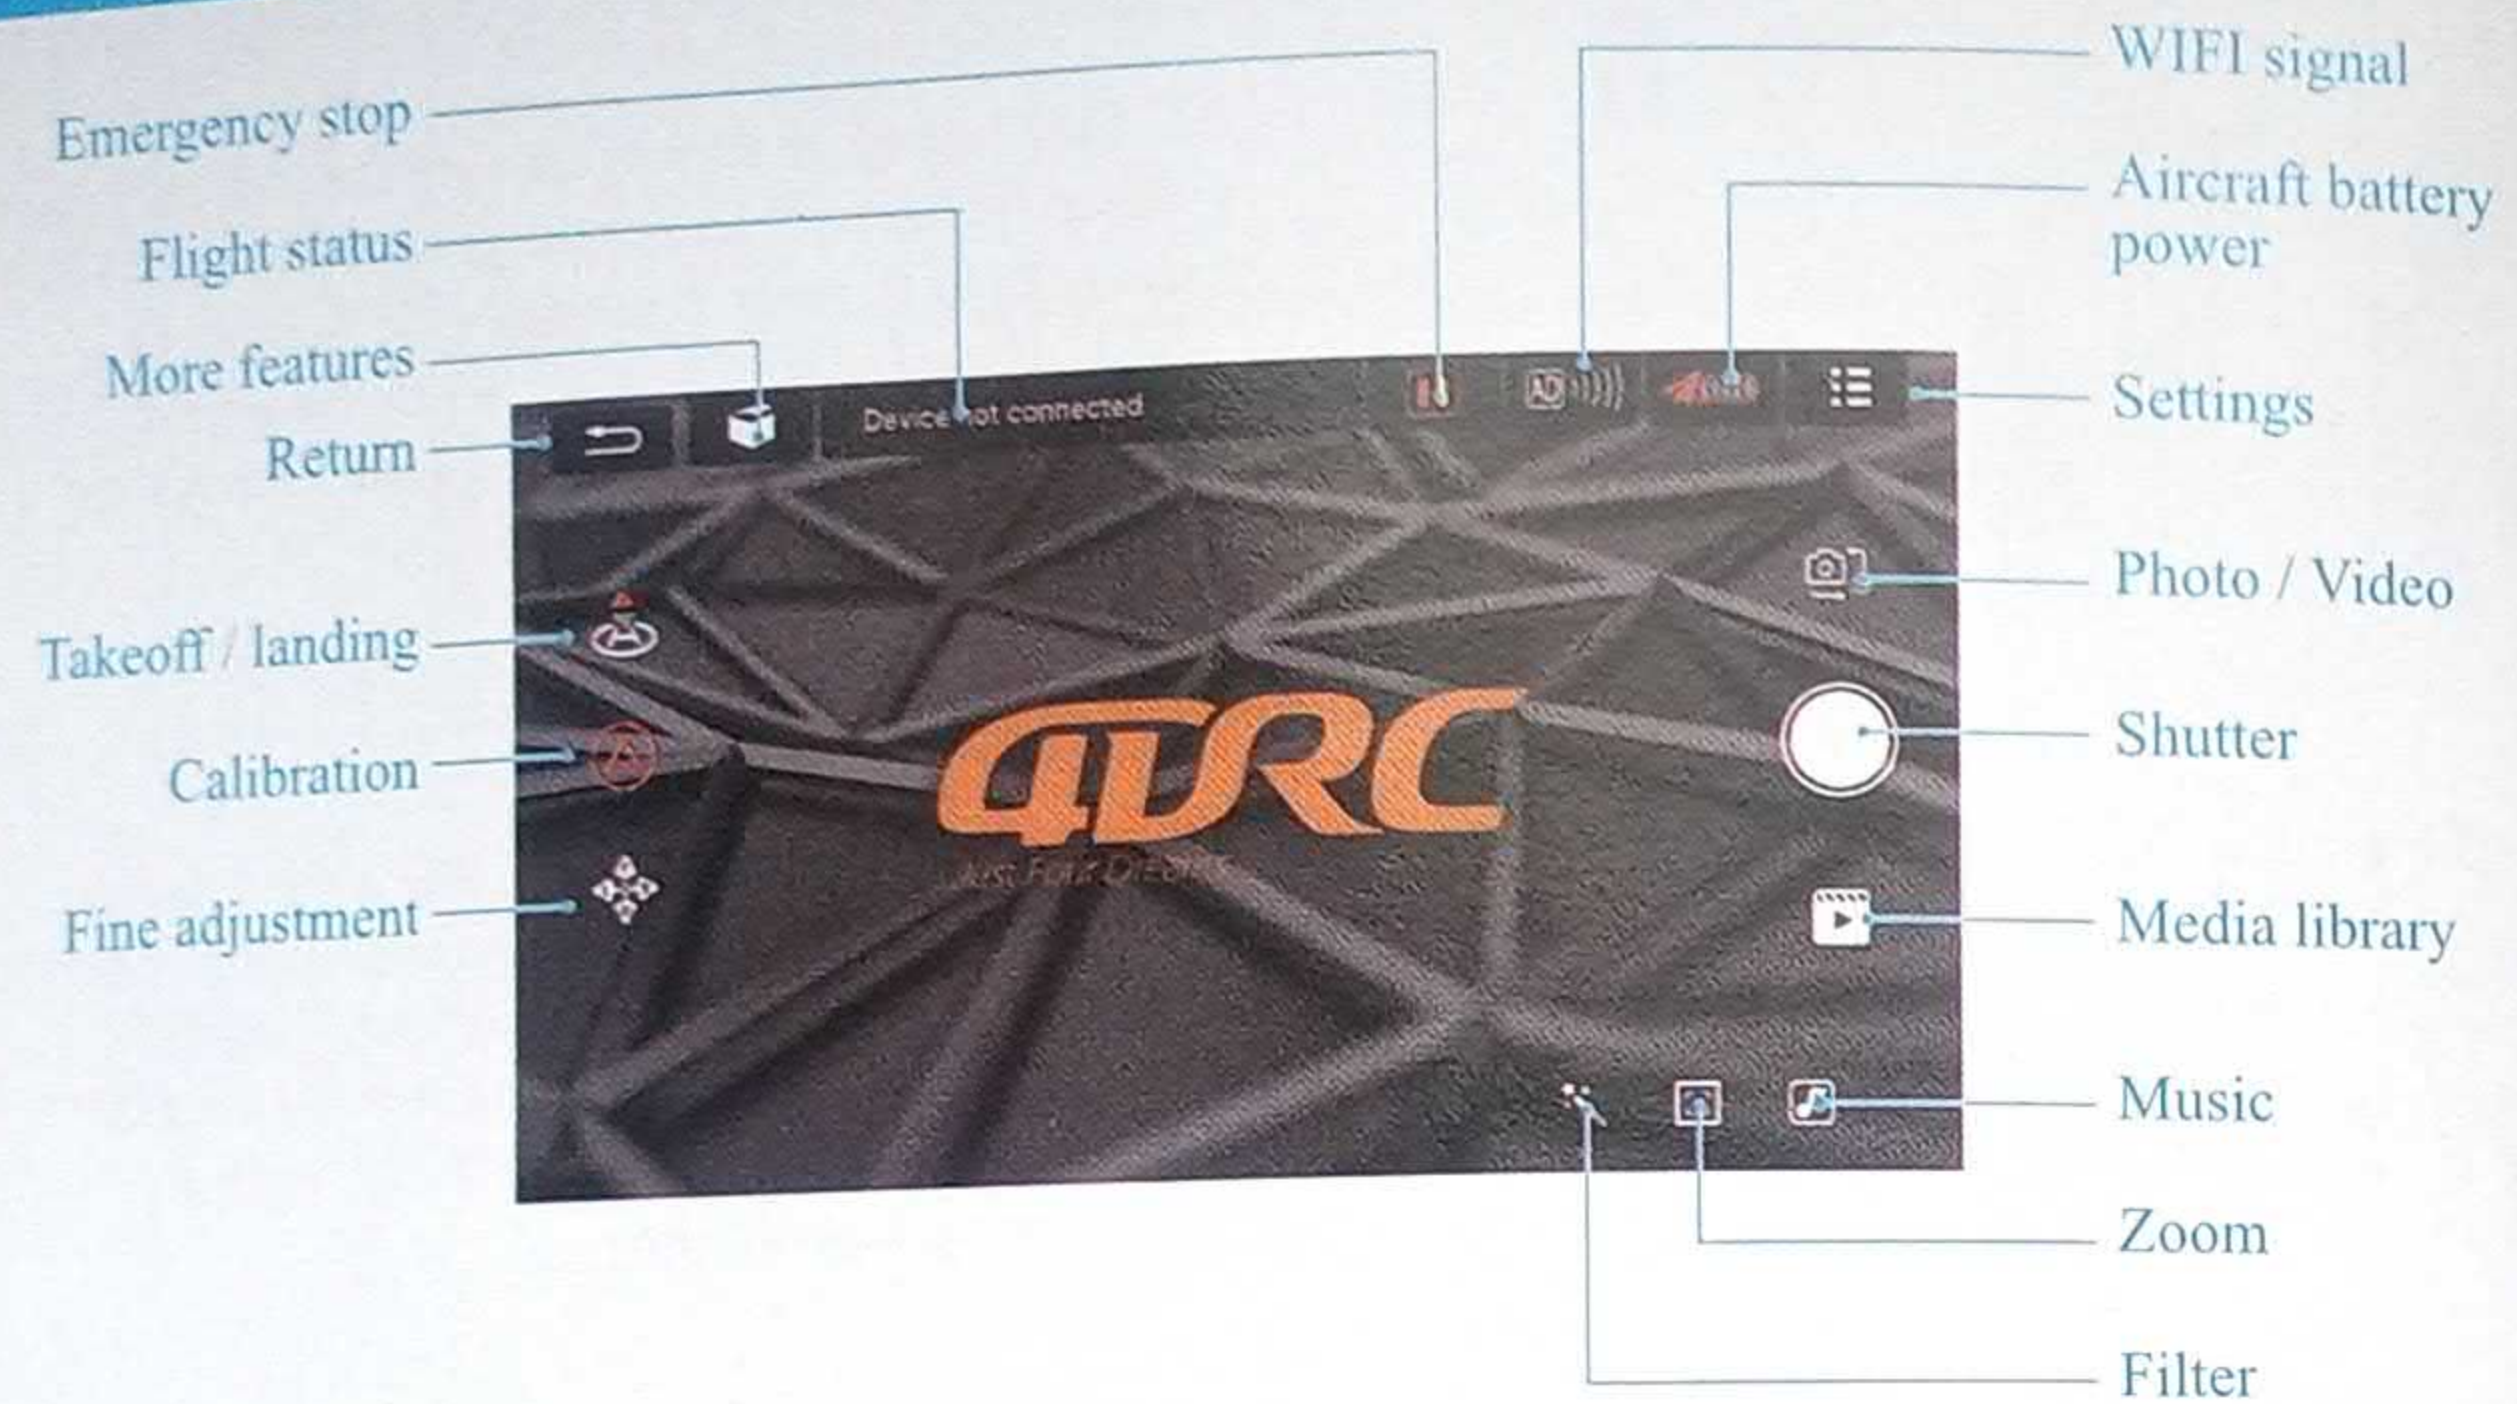 Emergency stop
Flight status
More features
Return
Takeoff / landing
Calibration
Fine adjustment
Device not connected
AD
4DRC
WIFI signal
Aircraft battery
power
Settings
Photo / Video
Shutter
Media library
Music
Zoom
Filter